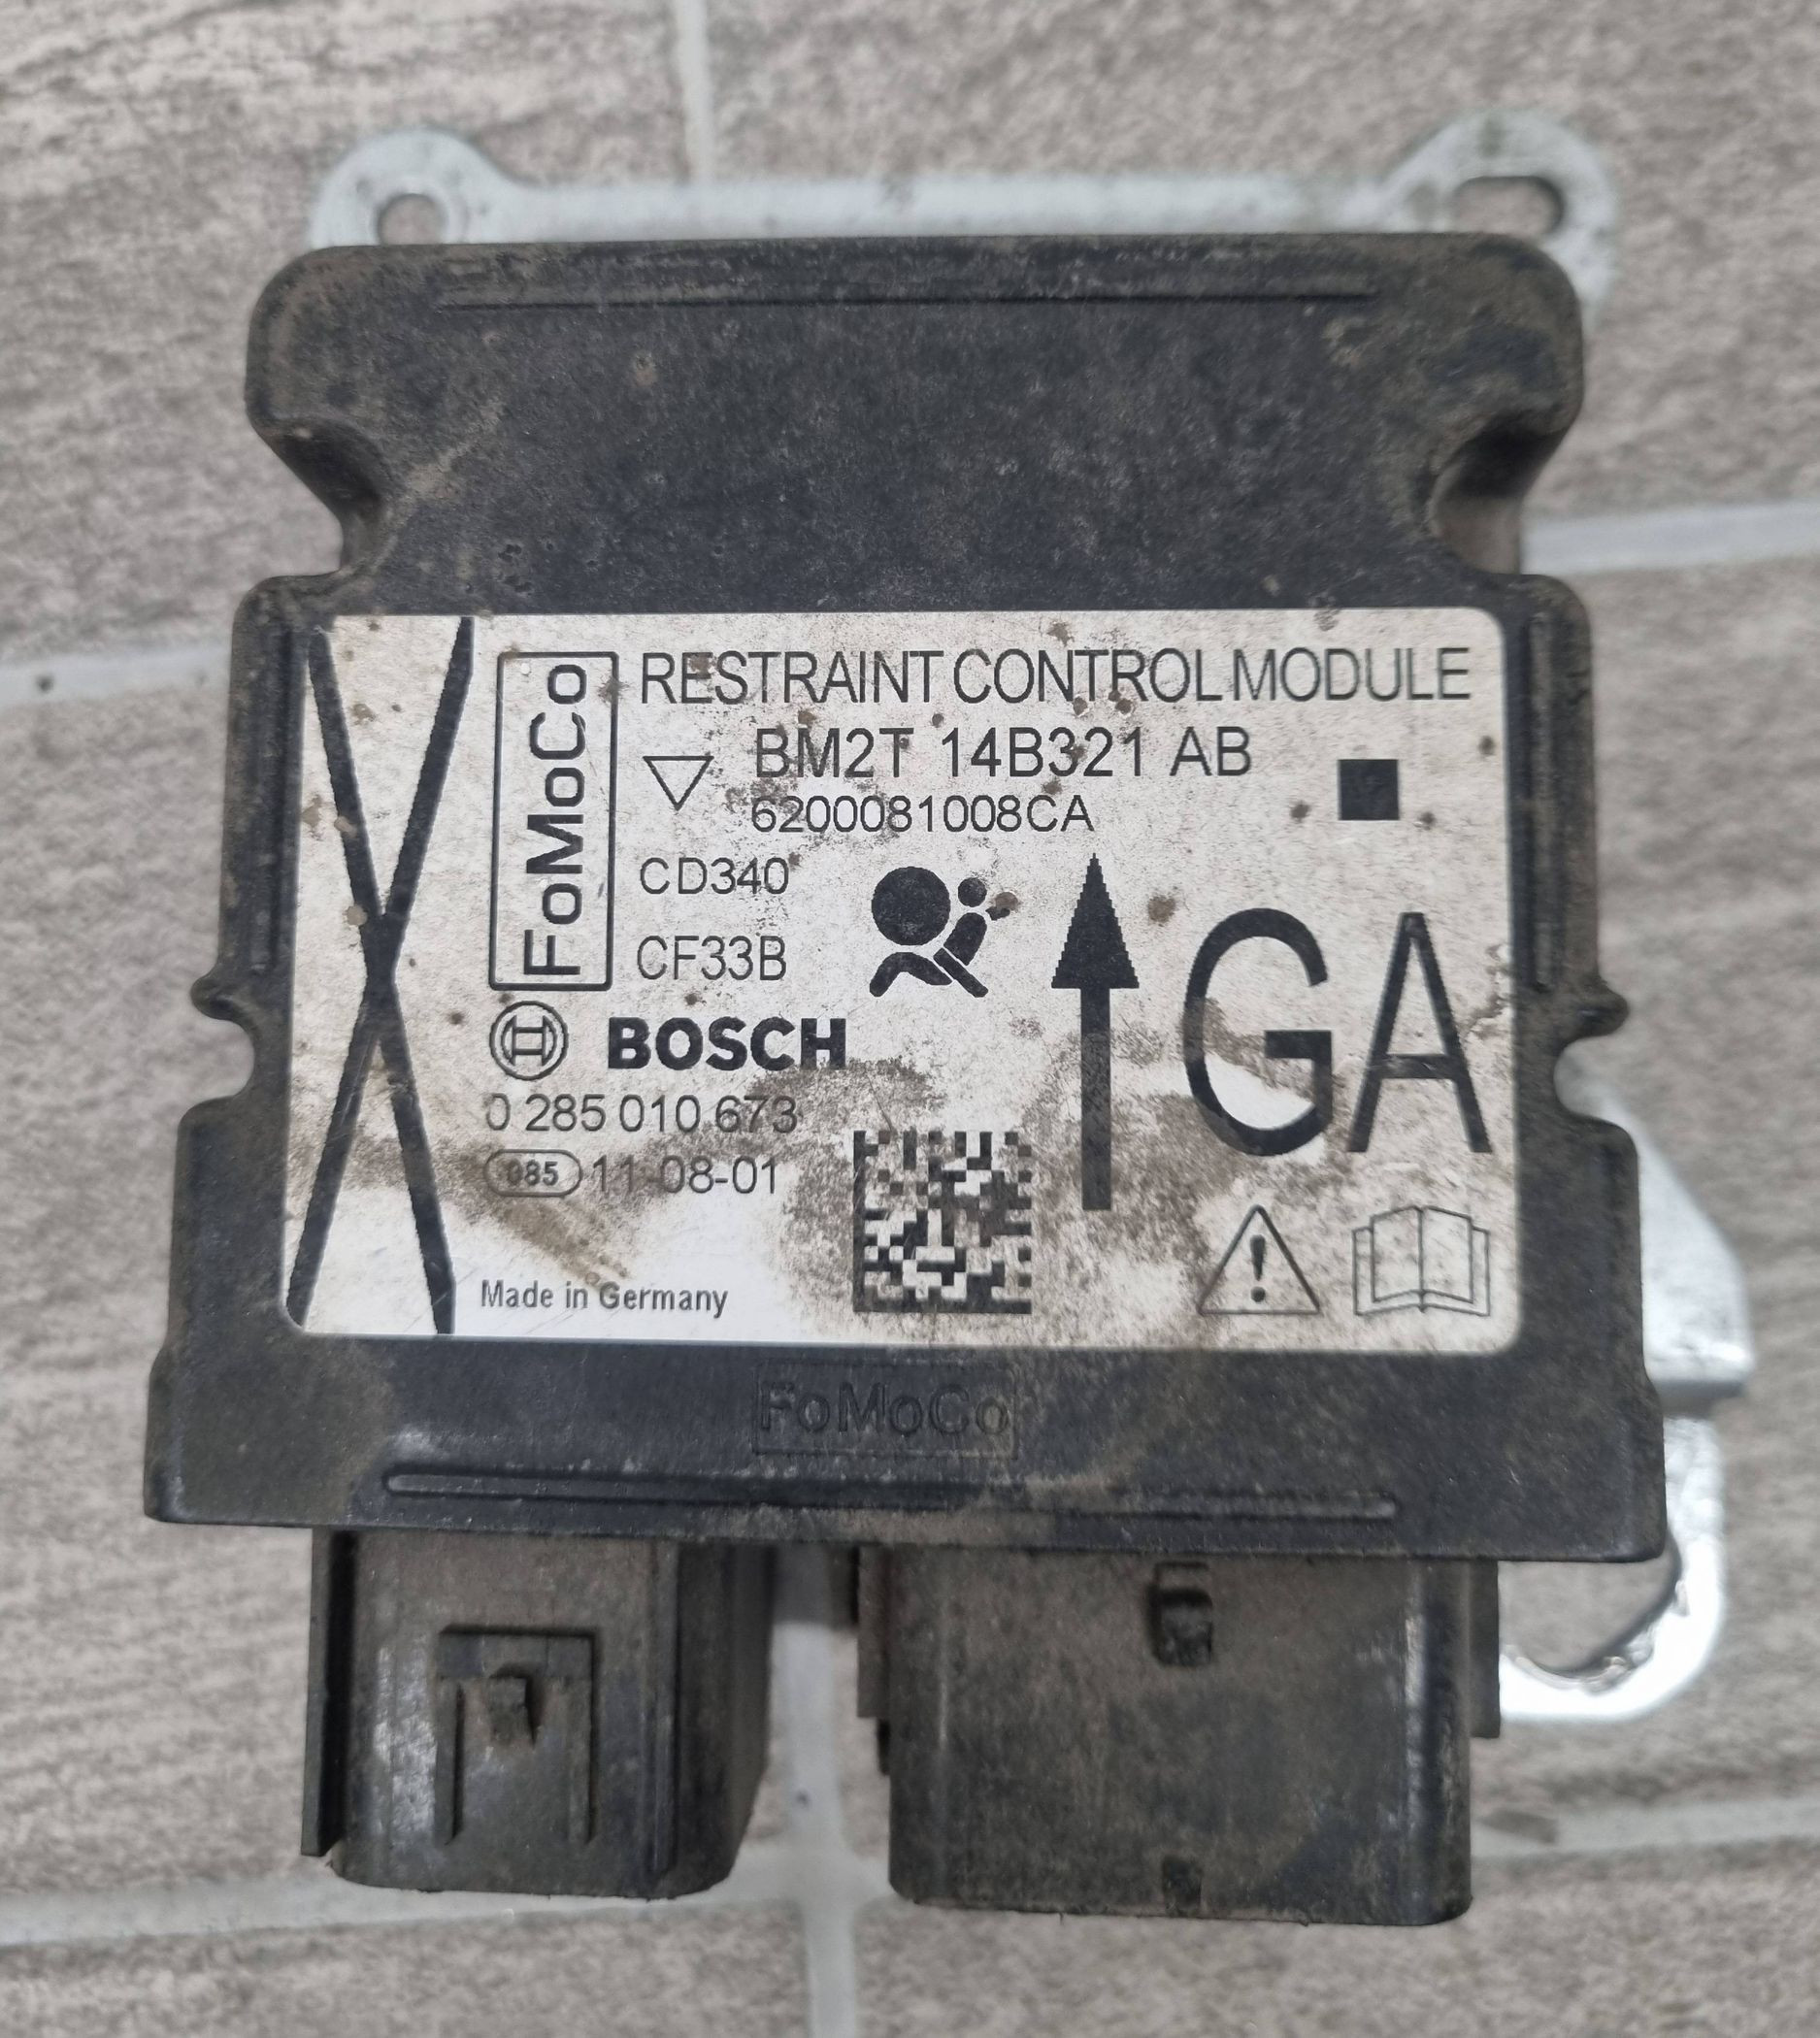 FoMoCo
RESTRAINT CONTROL MODULE
BM2T 14B321 AB
6200081008CA
CD340
CF33B
GA
BOSCH
0 285 010 673
085 11-08-01
Made in Germany
FoMoCo